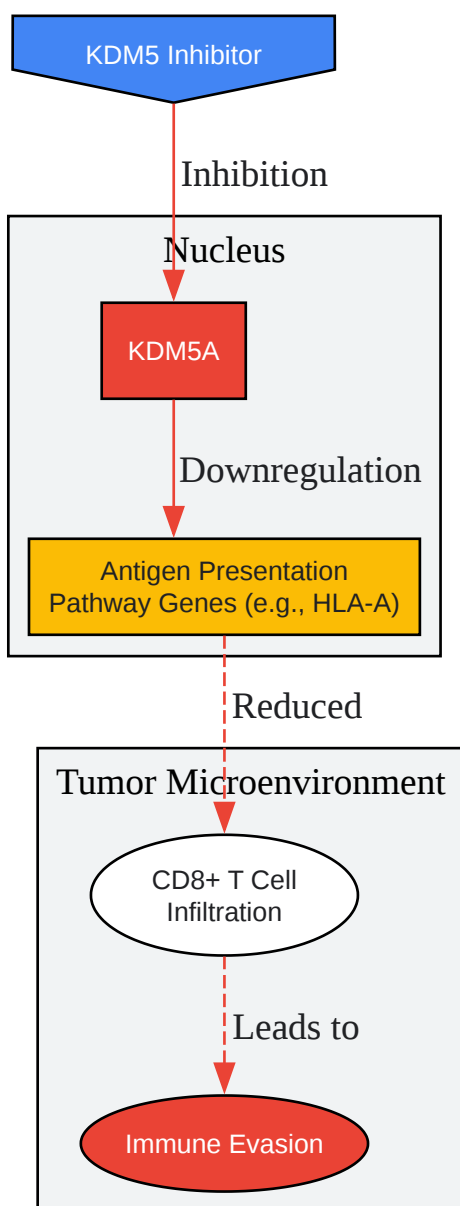 KDM5 Inhibitor
Inhibition
Nucleus
KDM5A
Downregulation
Antigen Presentation
Pathway Genes (e.g., HLA-A)
Reduced
Tumor Microenvironment
CD8+ T Cell
Infiltration
Leads to
Immune Evasion